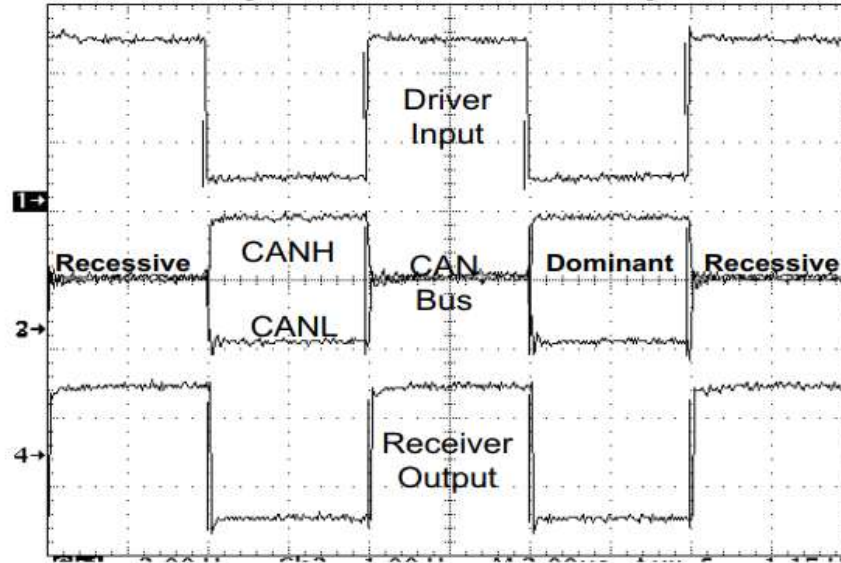 Driver
Input
1→
Recessive
CANH
CAN
Bus
Dominant
Recessive
2→
CANL
Receiver
Output
4→